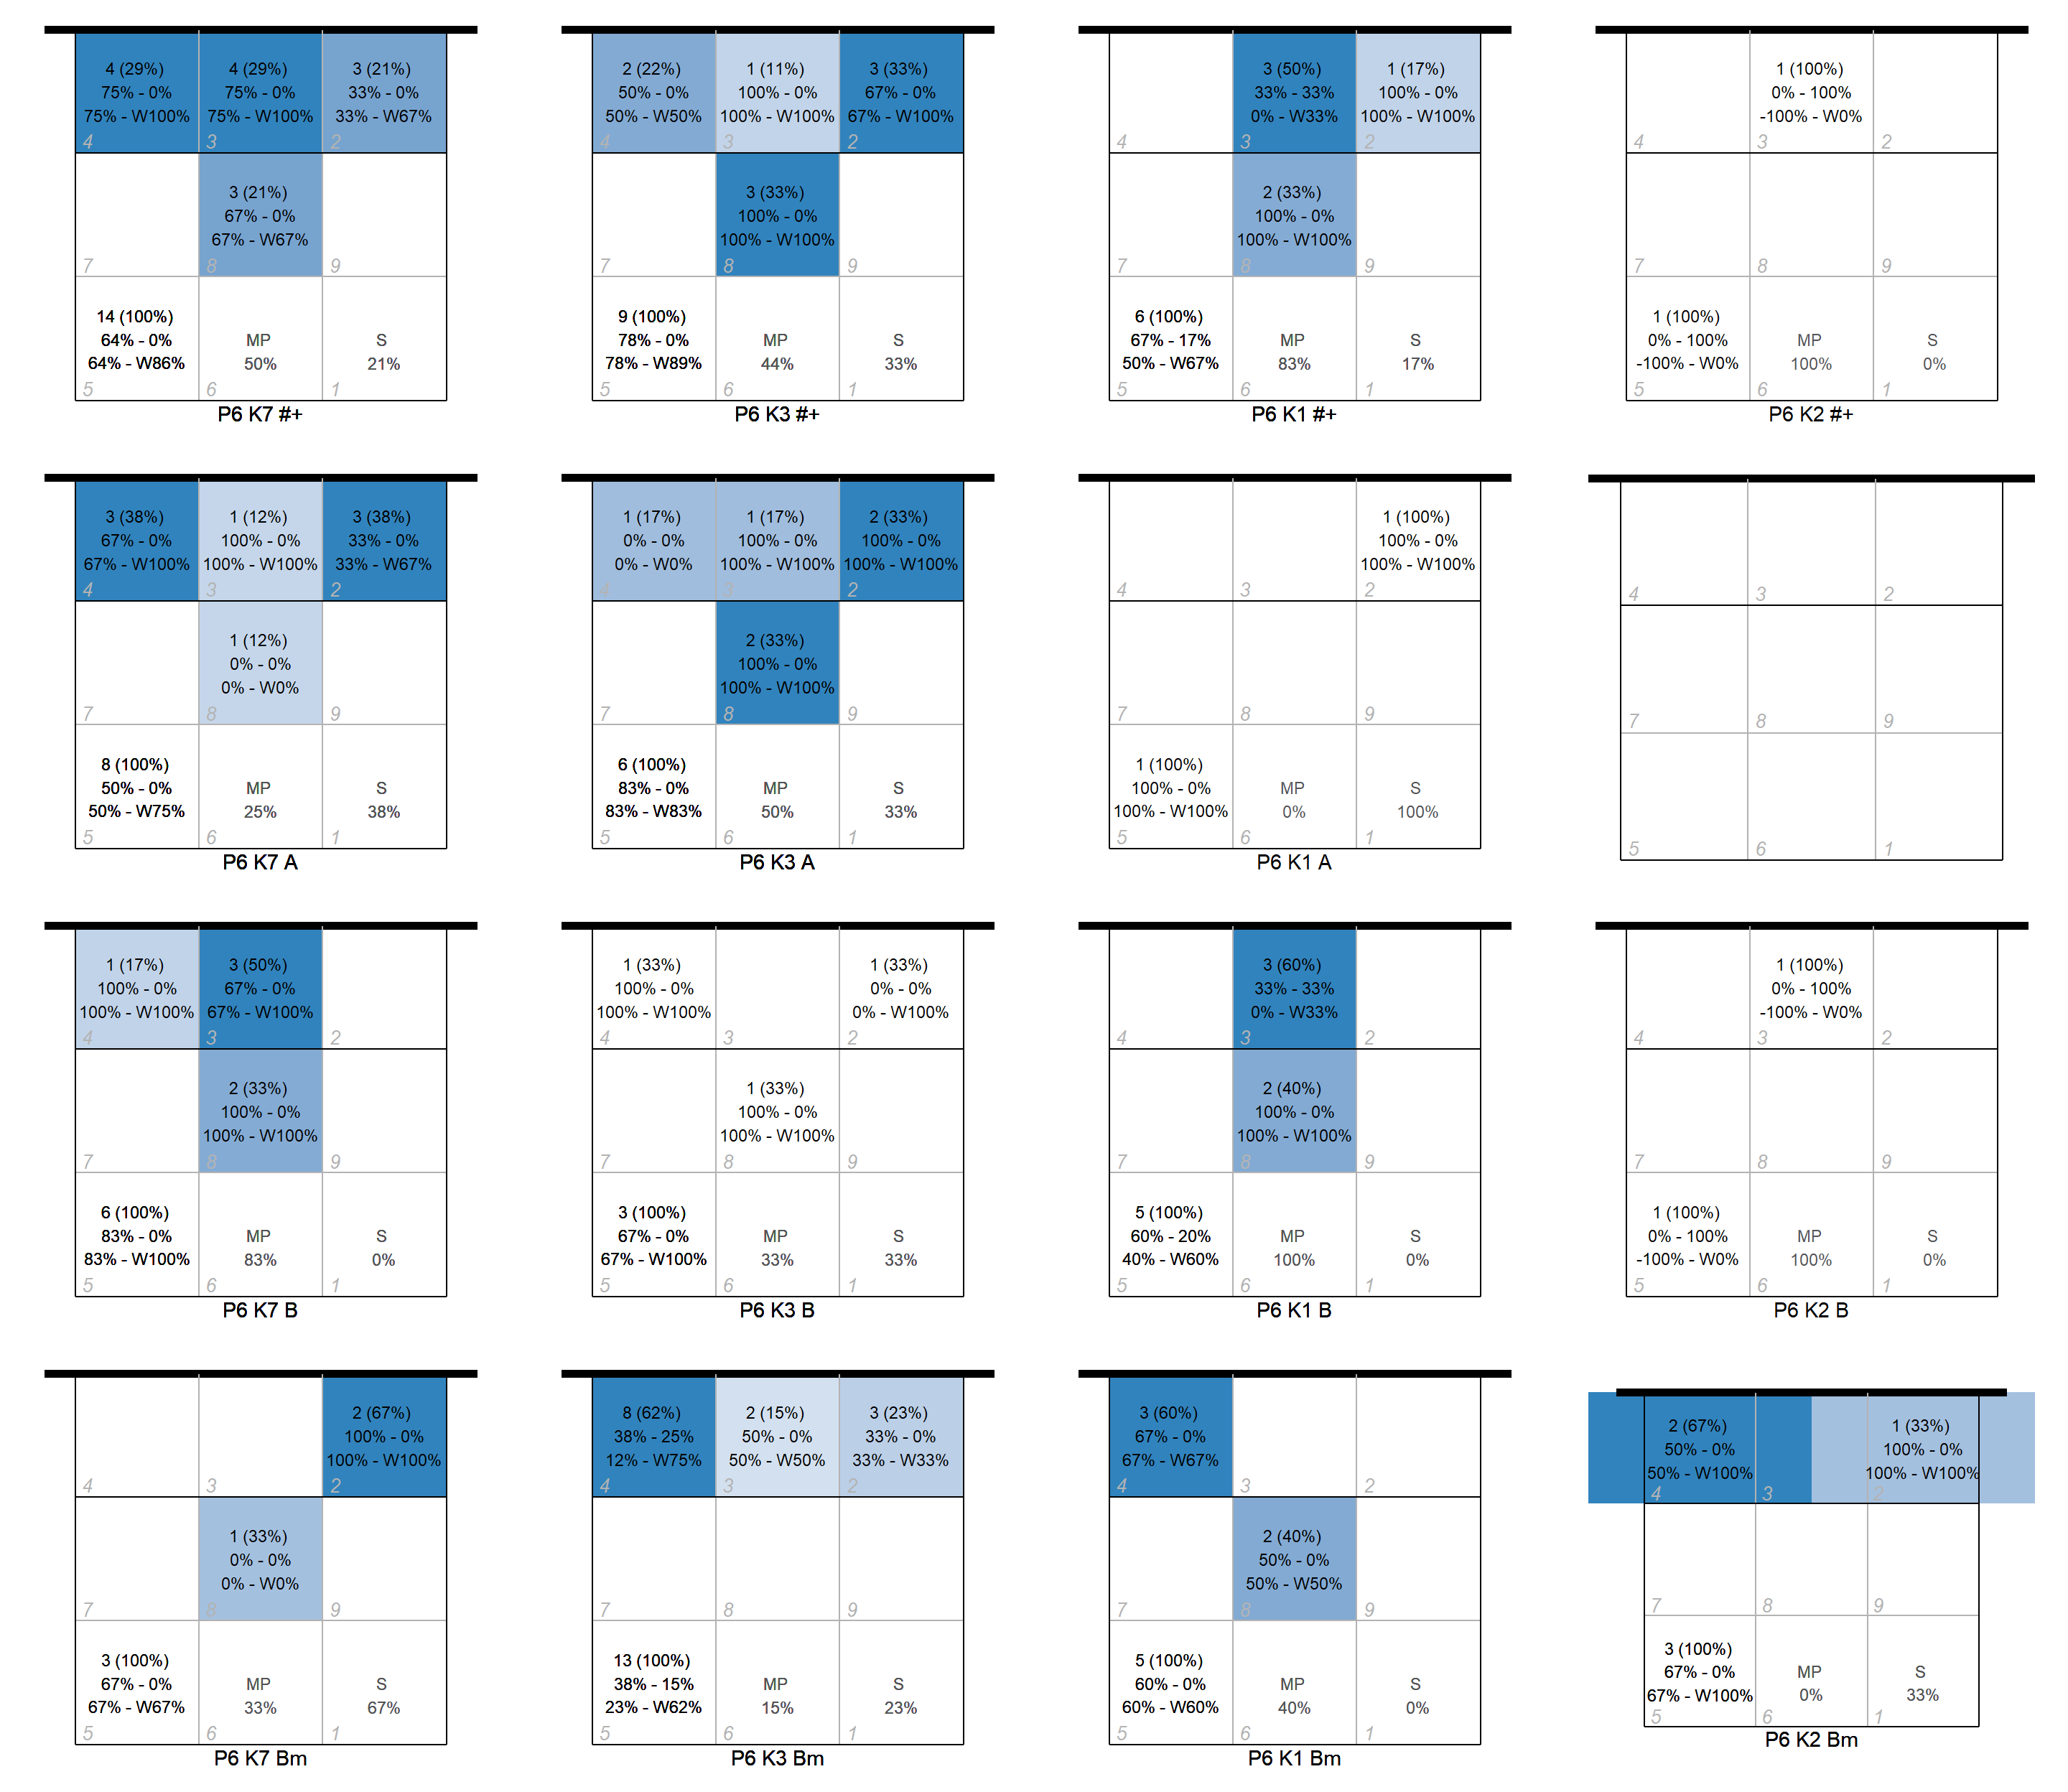 4 (29%)
75% - 0%
75% - W100%
4
4 (29%)
75% - 0%
75% - W100%
3
3 (21%)
33% - 0%
33% - W67%
2
7
3 (21%)
67% - 0%
67% - W67%
8
9
14 (100%)
64% - 0%
64% - W86%
5
MP
50%
6
S
21%
1
P6 K7 #+
2 (22%)
50% - 0%
50% - W50%
4
1 (11%)
100% - 0%
100% - W100%
3
3 (33%)
67% - 0%
67% - W100%
2
7
3 (33%)
100% - 0%
100% - W100%
8
9
9 (100%)
78% - 0%
78% - W89%
5
MP
44%
6
S
33%
1
P6 K3 #+
4
3 (50%)
33% - 33%
0% - W33%
3
1 (17%)
100% - 0%
100% - W100%
2
7
2 (33%)
100% - 0%
100% - W100%
8
9
6 (100%)
67% - 17%
50% - W67%
5
MP
83%
6
S
17%
1
P6 K1 #+
4
1 (100%)
0% - 100%
-100% - W0%
3
2
7
8
9
1 (100%)
0% - 100%
-100% - W0%
5
MP
100%
6
S
0%
1
P6 K2 #+
3 (38%)
67% - 0%
67% - W100%
4
1 (12%)
100% - 0%
100% - W100%
3
3 (38%)
33% - 0%
33% - W67%
2
7
1 (12%)
0% - 0%
0% - W0%
8
9
8 (100%)
50% - 0%
50% - W75%
5
MP
25%
6
S
38%
1
P6 K7 A
1 (17%)
0% - 0%
0% - W0%
4
1 (17%)
100% - 0%
100% - W100%
3
2 (33%)
100% - 0%
100% - W100%
2
7
2 (33%)
100% - 0%
100% - W100%
8
9
6 (100%)
83% - 0%
83% - W83%
5
MP
50%
6
S
33%
1
P6 K3 A
4
3
1 (100%)
100% - 0%
100% - W100%
2
7
8
9
1 (100%)
100% - 0%
100% - W100%
5
MP
0%
6
S
100%
1
P6 K1 A
4
3
2
7
8
9
5
6
1
1 (17%)
100% - 0%
100% - W100%
4
3 (50%)
67% - 0%
67% - W100%
3
2
7
2 (33%)
100% - 0%
100% - W100%
8
9
6 (100%)
83% - 0%
83% - W100%
5
MP
83%
6
S
0%
1
P6 K7 B
1 (33%)
100% - 0%
100% - W100%
4
3
1 (33%)
0% - 0%
0% - W100%
2
7
1 (33%)
100% - 0%
100% - W100%
8
9
3 (100%)
67% - 0%
67% - W100%
5
MP
33%
6
S
33%
1
P6 K3 B
4
3 (60%)
33% - 33%
0% - W33%
3
2
7
2 (40%)
100% - 0%
100% - W100%
8
9
5 (100%)
60% - 20%
40% - W60%
5
MP
100%
6
S
0%
1
P6 K1 B
4
1 (100%)
0% - 100%
-100% - W0%
3
2
7
8
9
1 (100%)
0% - 100%
-100% - W0%
5
MP
100%
6
S
0%
1
P6 K2 B
4
3
2 (67%)
100% - 0%
100% - W100%
2
7
1 (33%)
0% - 0%
0% - W0%
8
9
3 (100%)
67% - 0%
67% - W67%
5
MP
33%
6
S
67%
1
P6 K7 Bm
8 (62%)
38% - 25%
12% - W75%
4
2 (15%)
50% - 0%
50% - W50%
3
3 (23%)
33% - 0%
33% - W33%
2
7
8
9
13 (100%)
38% - 15%
23% - W62%
5
MP
15%
6
S
23%
1
P6 K3 Bm
3 (60%)
67% - 0%
67% - W67%
4
3
2
7
2 (40%)
50% - 0%
50% - W50%
8
9
5 (100%)
60% - 0%
60% - W60%
5
MP
40%
6
S
0%
1
P6 K1 Bm
2 (67%)
50% - 0%
50% - W100%
4
3
1 (33%)
100% - 0%
100% - W100%
2
7
8
9
3 (100%)
67% - 0%
67% - W100%
5
MP
0%
6
S
33%
1
P6 K2 Bm